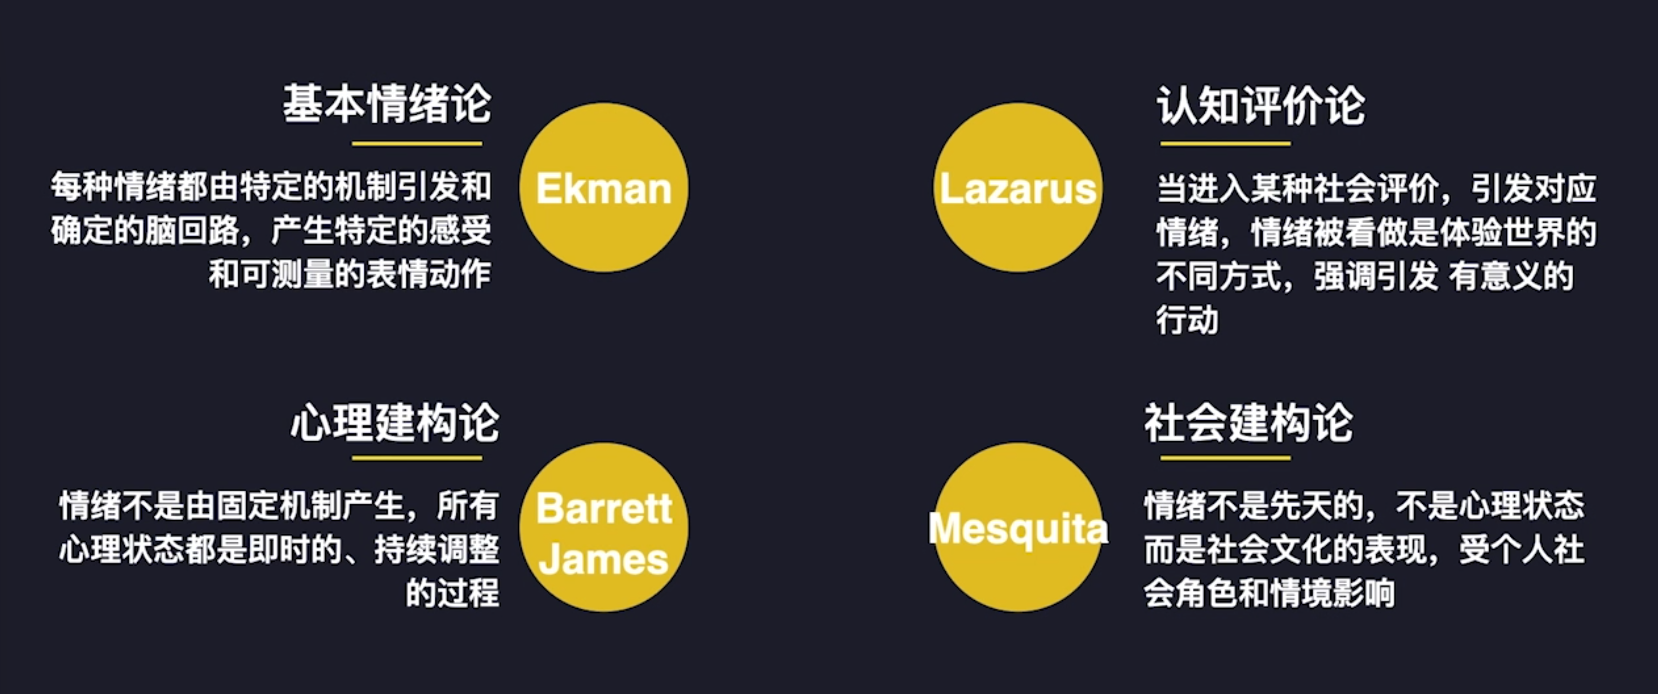 基本情绪论
每种情绪都由特定的机制引发和
确定的脑回路，产生特定的感受
和可测量的表情动作
Ekman
Lazarus
认知评价论
当进入某种社会评价，引发对应
情绪，情绪被看做是体验世界的
不同方式，强调引发 有意义的
行动
心理建构论
情绪不是由固定机制产生，所有
心理状态都是即时的、持续调整
的过程
Barrett
James
Mesquita
社会建构论
情绪不是先天的，不是心理状态
而是社会文化的表现，受个人社
会角色和情境影响